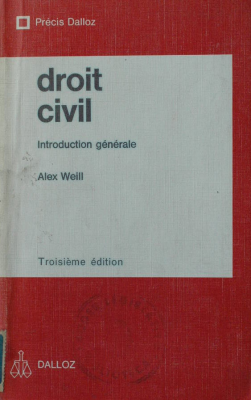 Précis Dalloz
droit
civil
Introduction générale
Alex Weill
Troisième édition
DALLOZ